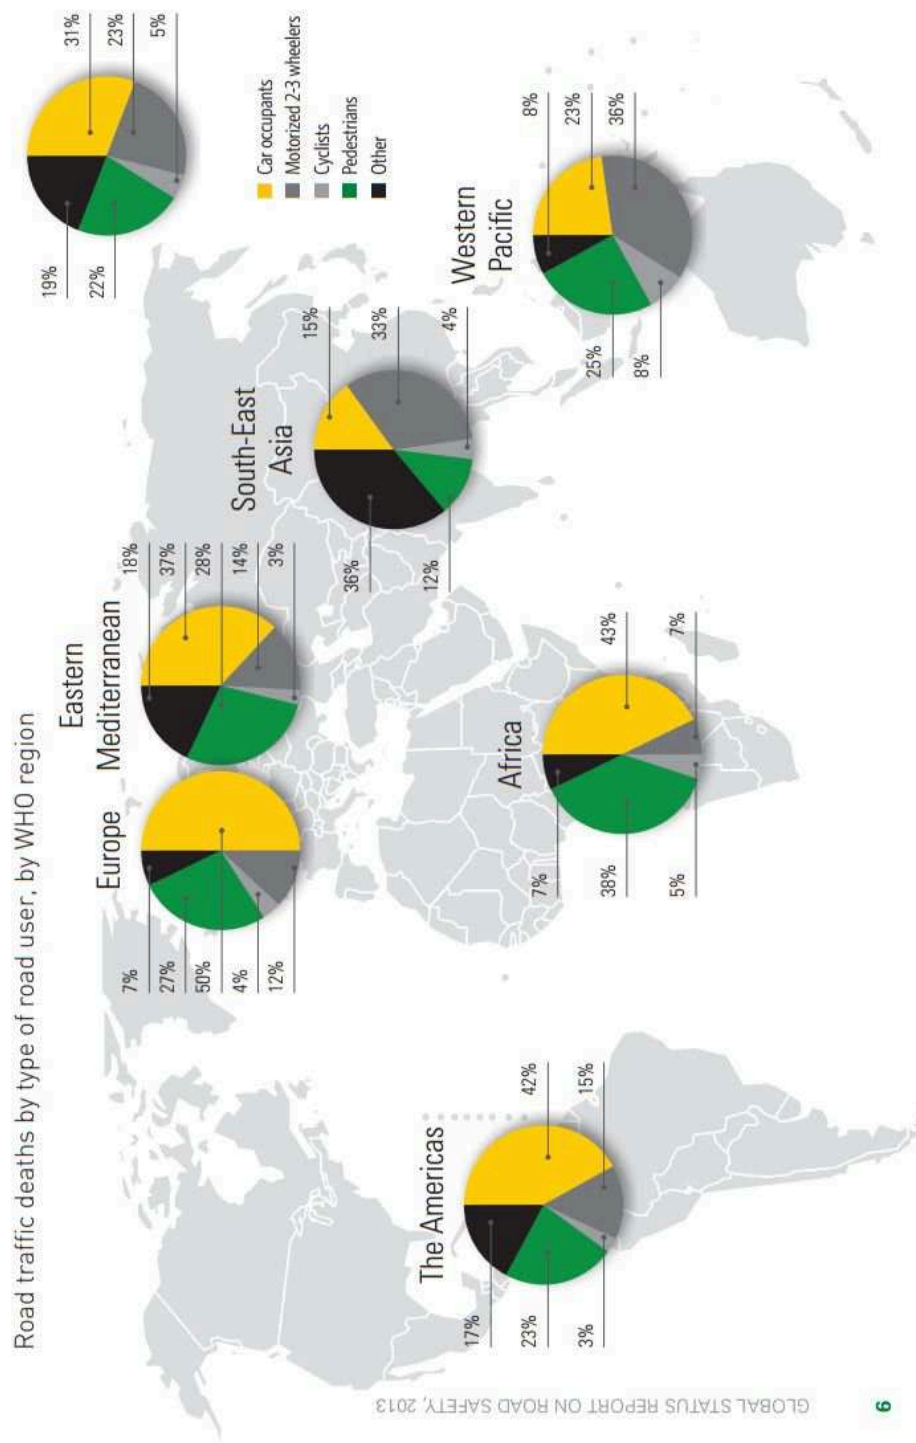 Road traffic deaths by type of road user, by WHO region
31%
23%
5%
19%
22%
Car occupants
Motorized 2-3 wheelers
Cyclists
Pedestrians
Other
Eastern
Mediterranean
18%
37%
28%
14%
3%
Europe
7%
27%
50%
4%
12%
South-East
Asia
15%
33%
4%
36%
12%
Western
Pacific
8%
23%
36%
25%
8%
Africa
43%
7%
7%
38%
5%
The Americas
42%
15%
17%
23%
3%
GLOBAL STATUS REPORT ON ROAD SAFETY, 2013
6